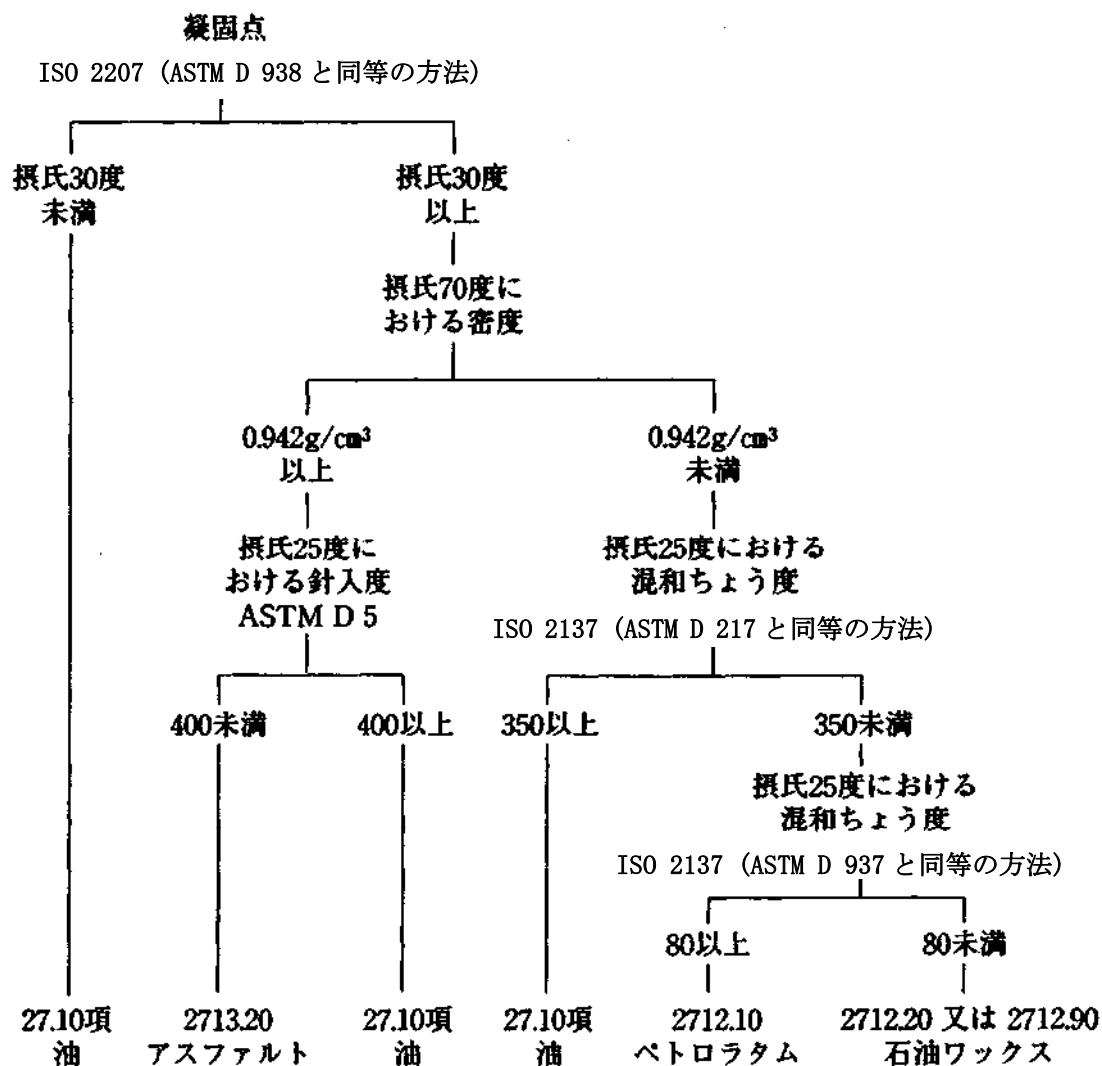 凝固点
ISO 2207 (ASTM D 938 と同等の方法)
摂氏30度
未満
摂氏30度
以上
摂氏70度に
おける密度
0.942g/cm³
以上
0.942g/cm³
未満
摂氏25度に
おける針入度
ASTM D 5
摂氏25度における
混和ちょう度
ISO 2137 (ASTM D 217 と同等の方法)
400未満
400以上
350以上
350未満
摂氏25度における
混和ちょう度
ISO 2137 (ASTM D 937 と同等の方法)
80以上
80未満
27.10項
油
2713.20
アスファルト
27.10項
油
27.10項
油
2712.10
ペトロラタム
2712.20 又は 2712.90
石油ワックス